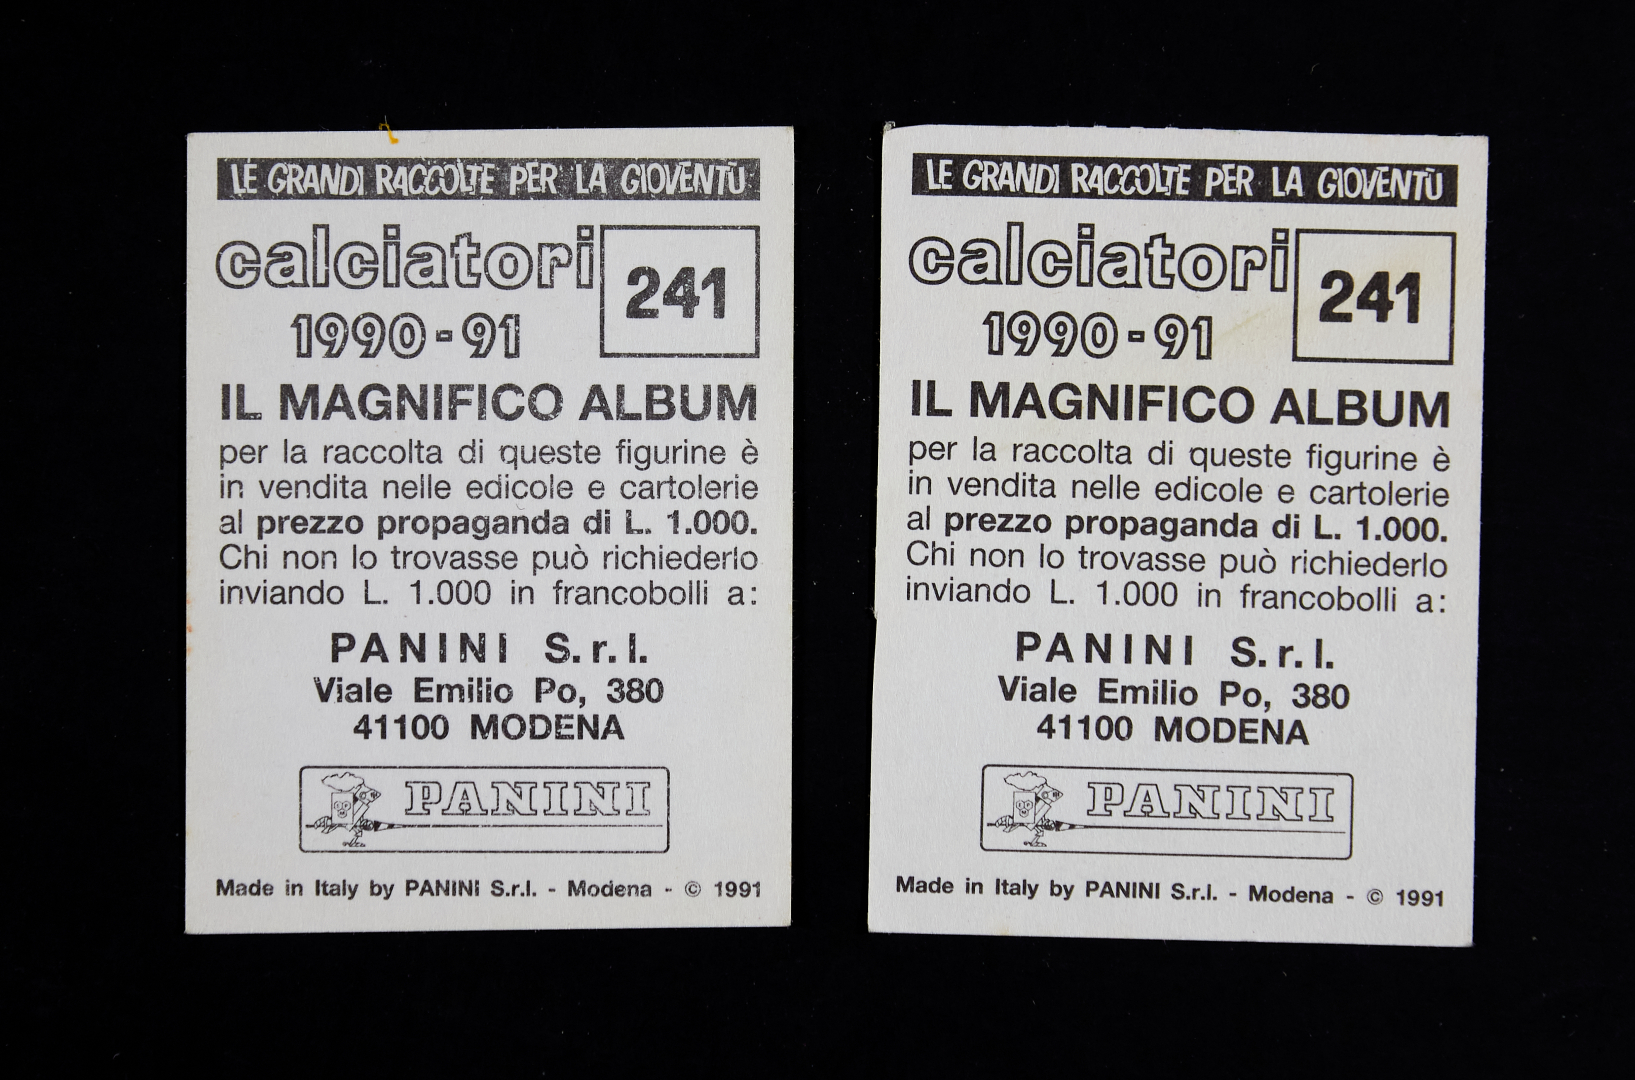 LE GRANDI RACCOLTE PER LA GIOVENTÙ
calciatori
1990-91
241
IL MAGNIFICO ALBUM
per la raccolta di queste figurine è
in vendita nelle edicole e cartolerie
al prezzo propaganda di L. 1.000.
Chi non lo trovasse può richiederlo
inviando L. 1.000 in francobolli a:
PANINI S.r.l.
Viale Emilio Po, 380
41100 MODENA
PANINI
Made in Italy by PANINI S.r.l. - Modena - © 1991
LE GRANDI RACCOLTE PER LA GIOVENTÙ
calciatori
1990-91
241
IL MAGNIFICO ALBUM
per la raccolta di queste figurine è
in vendita nelle edicole e cartolerie
al prezzo propaganda di L. 1.000.
Chi non lo trovasse può richiederlo
inviando L. 1.000 in francobolli a:
PANINI S.r.l.
Viale Emilio Po, 380
41100 MODENA
PANINI
Made in Italy by PANINI S.r.l. - Modena - © 1991